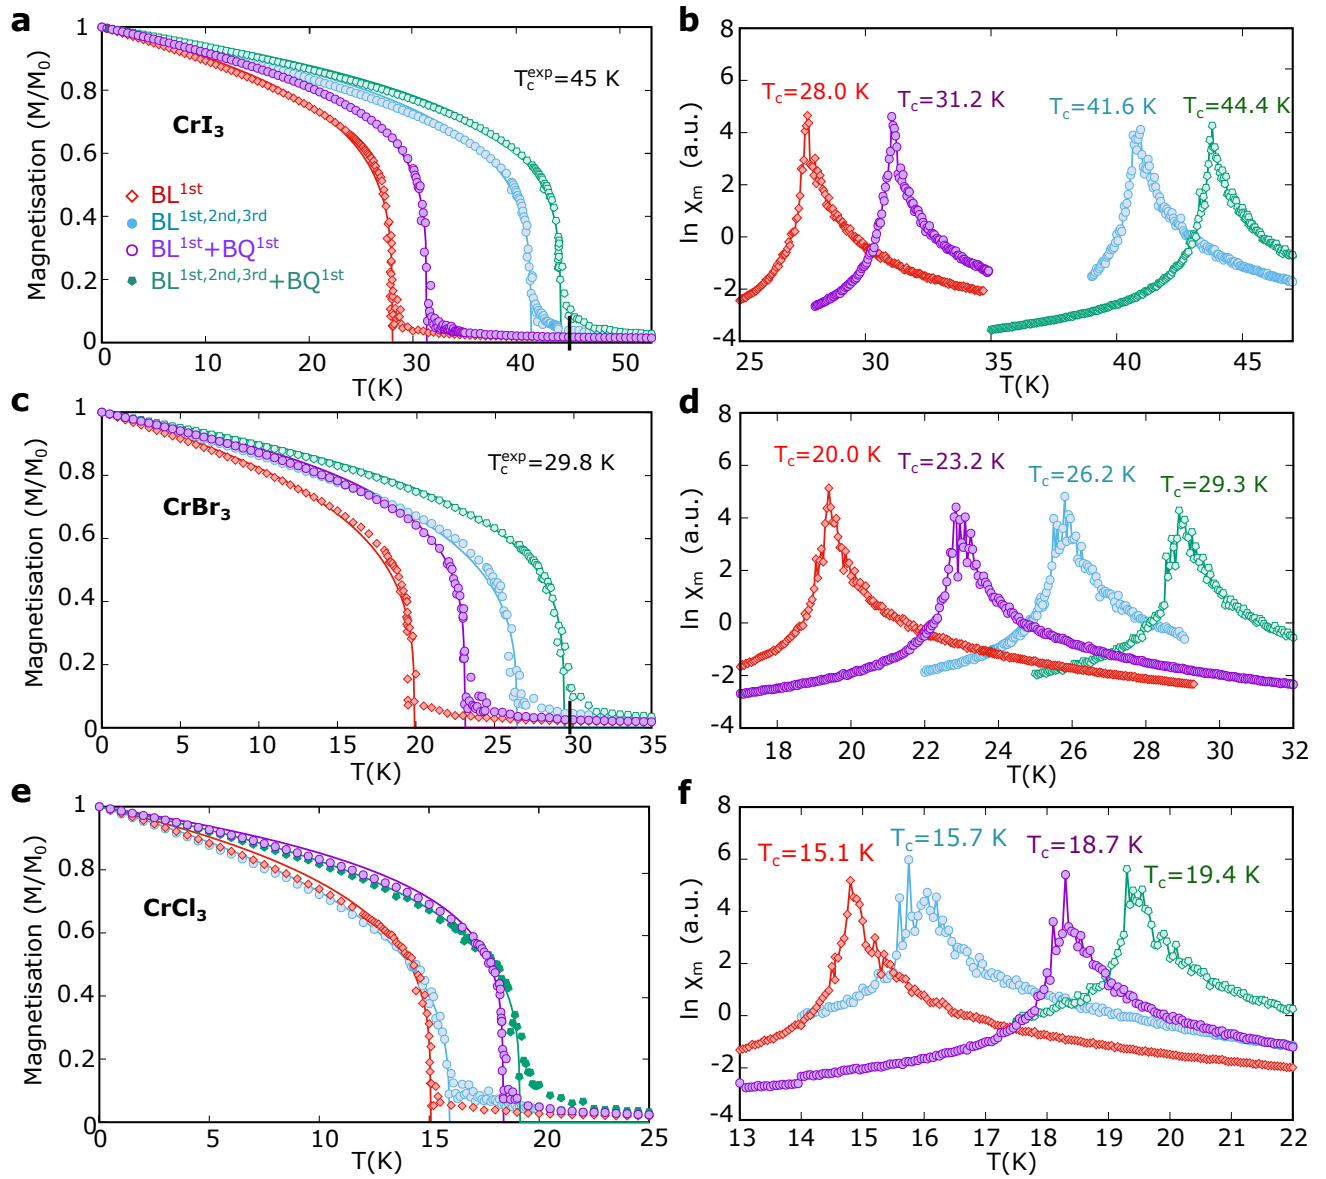 a
Magnetisation (M/M₀)
1
0.8
0.6
0.4
0.2
0
CrI₃
T_c^exp=45 K
BL^1st
BL^1st,2nd,3rd
BL^1st+BQ^1st
BL^1st,2nd,3rd+BQ^1st
0 10 20 30 40 50
T(K)
b
ln χₘ (a.u.)
8
6
4
2
0
-2
-4
T_c=28.0 K
T_c=31.2 K
T_c=41.6 K
T_c=44.4 K
25 30 35 40 45
T(K)
c
Magnetisation (M/M₀)
1
0.8
0.6
0.4
0.2
0
CrBr₃
T_c^exp=29.8 K
0 5 10 15 20 25 30 35
T(K)
d
ln χₘ (a.u.)
8
6
4
2
0
-2
-4
T_c=20.0 K
T_c=23.2 K
T_c=26.2 K
T_c=29.3 K
18 20 22 24 26 28 30 32
T(K)
e
Magnetisation (M/M₀)
1
0.8
0.6
0.4
0.2
0
CrCl₃
0 5 10 15 20 25
T(K)
f
ln χₘ (a.u.)
8
6
4
2
0
-2
-4
T_c=15.1 K
T_c=15.7 K
T_c=18.7 K
T_c=19.4 K
13 14 15 16 17 18 19 20 21 22
T(K)